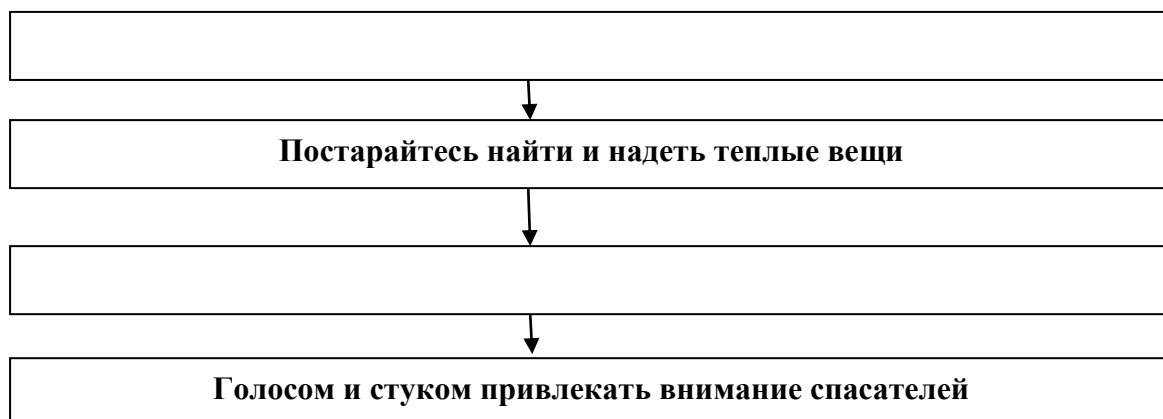 Постарайтесь найти и надеть теплые вещи
Голосом и стуком привлекать внимание спасателей